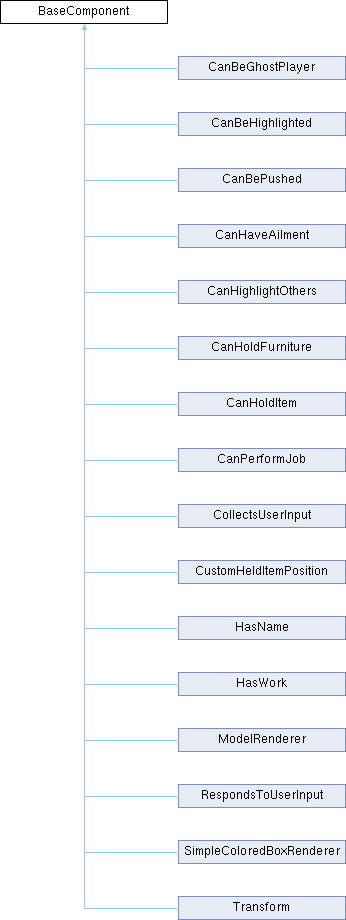 BaseComponent
CanBeGhostPlayer
CanBeHighlighted
CanBePushed
CanHaveAilment
CanHighlightOthers
CanHoldFurniture
CanHoldItem
CanPerformJob
CollectsUserInput
CustomHeldItemPosition
HasName
HasWork
ModelRenderer
RespondsToUserInput
SimpleColoredBoxRenderer
Transform